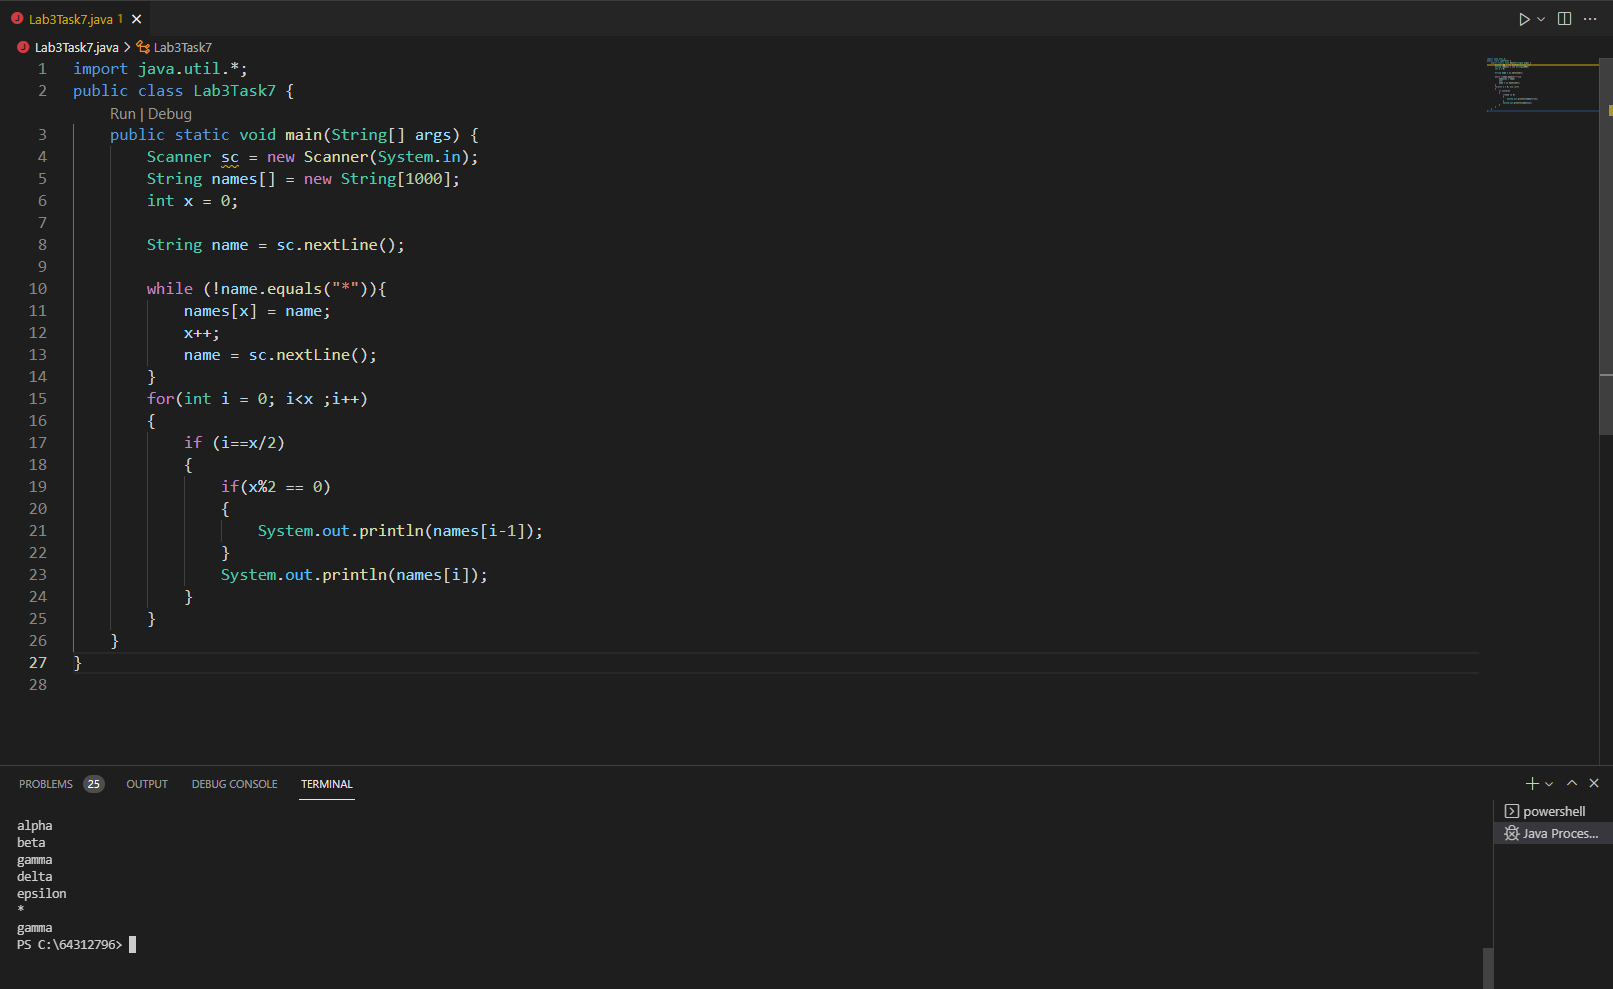 Lab3Task7.java 1
Lab3Task7.java > Lab3Task7
1 import java.util.*;
2 public class Lab3Task7 {
Run | Debug
3 public static void main(String[] args) {
4 Scanner sc = new Scanner(System.in);
5 String names[] = new String[1000];
6 int x = 0;
7
8 String name = sc.nextLine();
9
10 while (!name.equals("*")){
11 names[x] = name;
12 x++;
13 name = sc.nextLine();
14 }
15 for(int i = 0; i<x ;i++)
16 {
17 if (i==x/2)
18 {
19 if(x%2 == 0)
20 {
21 System.out.println(names[i-1]);
22 }
23 System.out.println(names[i]);
24 }
25 }
26 }
27 }
28
PROBLEMS 25 OUTPUT DEBUG CONSOLE TERMINAL
powershell
Java Proces...
alpha
beta
gamma
delta
epsilon
*
gamma
PS C:\64312796>